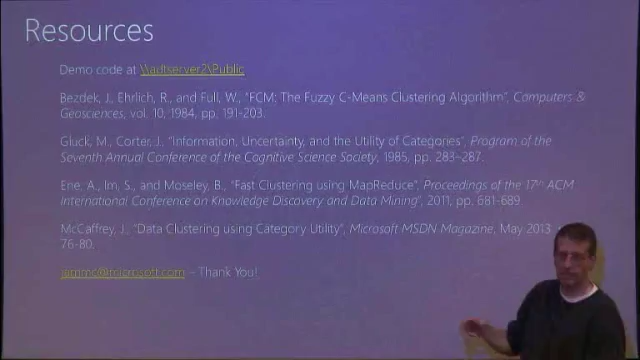 Resources
Demo code at \\adtserver2\Public
Bezdek, J., Ehrlich, R., and Full, W., "FCM: The Fuzzy C-Means Clustering Algorithm", Computers &
Geosciences, vol. 10, 1984, pp. 191-203.
Gluck, M., Corter, J., "Information, Uncertainty, and the Utility of Categories", Program of the
Seventh Annual Conference of the Cognitive Science Society, 1985, pp. 283-287.
Ene, A., Im, S., and Moseley, B., "Fast Clustering using MapReduce", Proceedings of the 17th ACM
International Conference on Knowledge Discovery and Data Mining", 2011, pp. 681-689
McCaffrey, J., "Data Clustering using Category Utility", Microsoft MSDN Magazine, May 2013
76-80.
jammc@microsoft.com – Thank You!